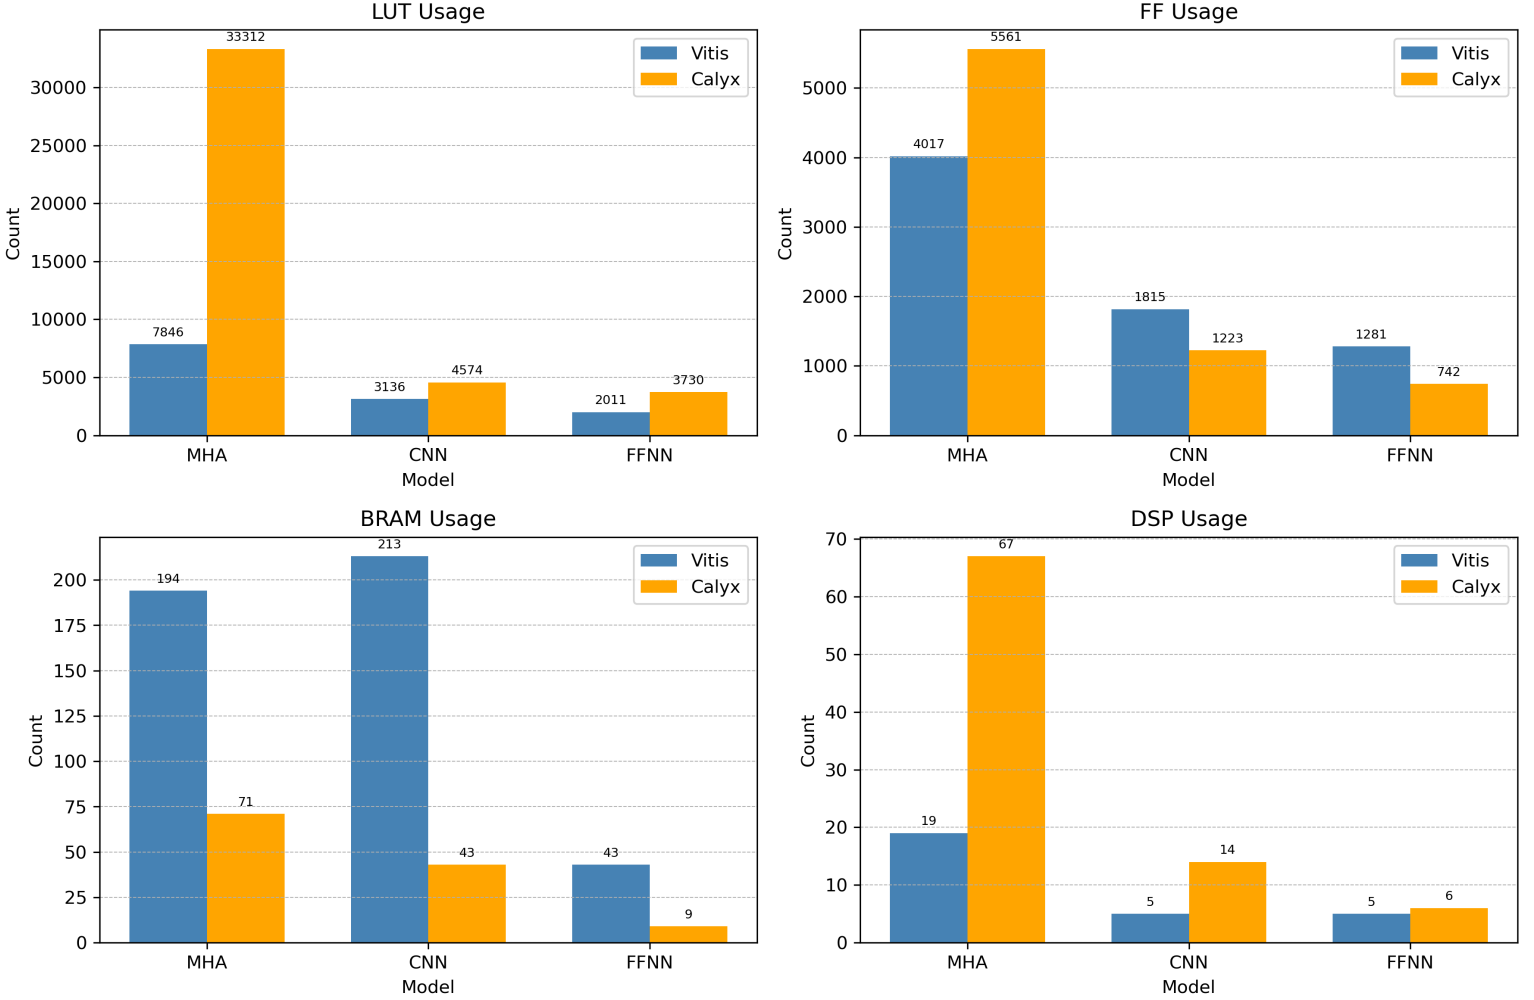 LUT Usage
33312
7846
3136
4574
2011
3730
Vitis
Calyx
30000
25000
20000
15000
10000
5000
0
Count
MHA
CNN
FFNN
Model
FF Usage
5561
4017
1815
1223
1281
742
Vitis
Calyx
5000
4000
3000
2000
1000
0
Count
MHA
CNN
FFNN
Model
BRAM Usage
194
71
213
43
43
9
Vitis
Calyx
200
175
150
125
100
75
50
25
0
Count
MHA
CNN
FFNN
Model
DSP Usage
67
19
5
14
5
6
Vitis
Calyx
70
60
50
40
30
20
10
0
Count
MHA
CNN
FFNN
Model